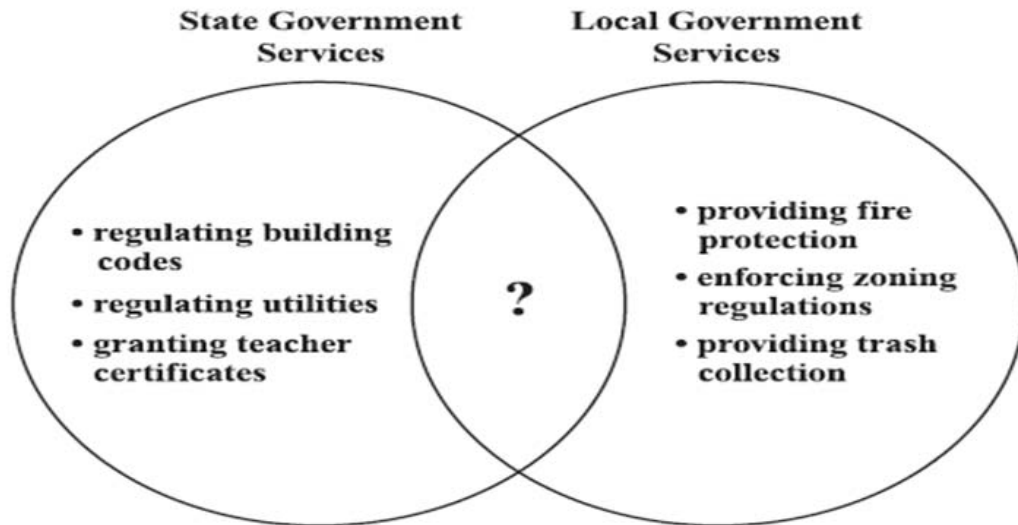 State Government
Services
Local Government
Services
• regulating building
codes
• regulating utilities
• granting teacher
certificates
?
• providing fire
protection
• enforcing zoning
regulations
• providing trash
collection